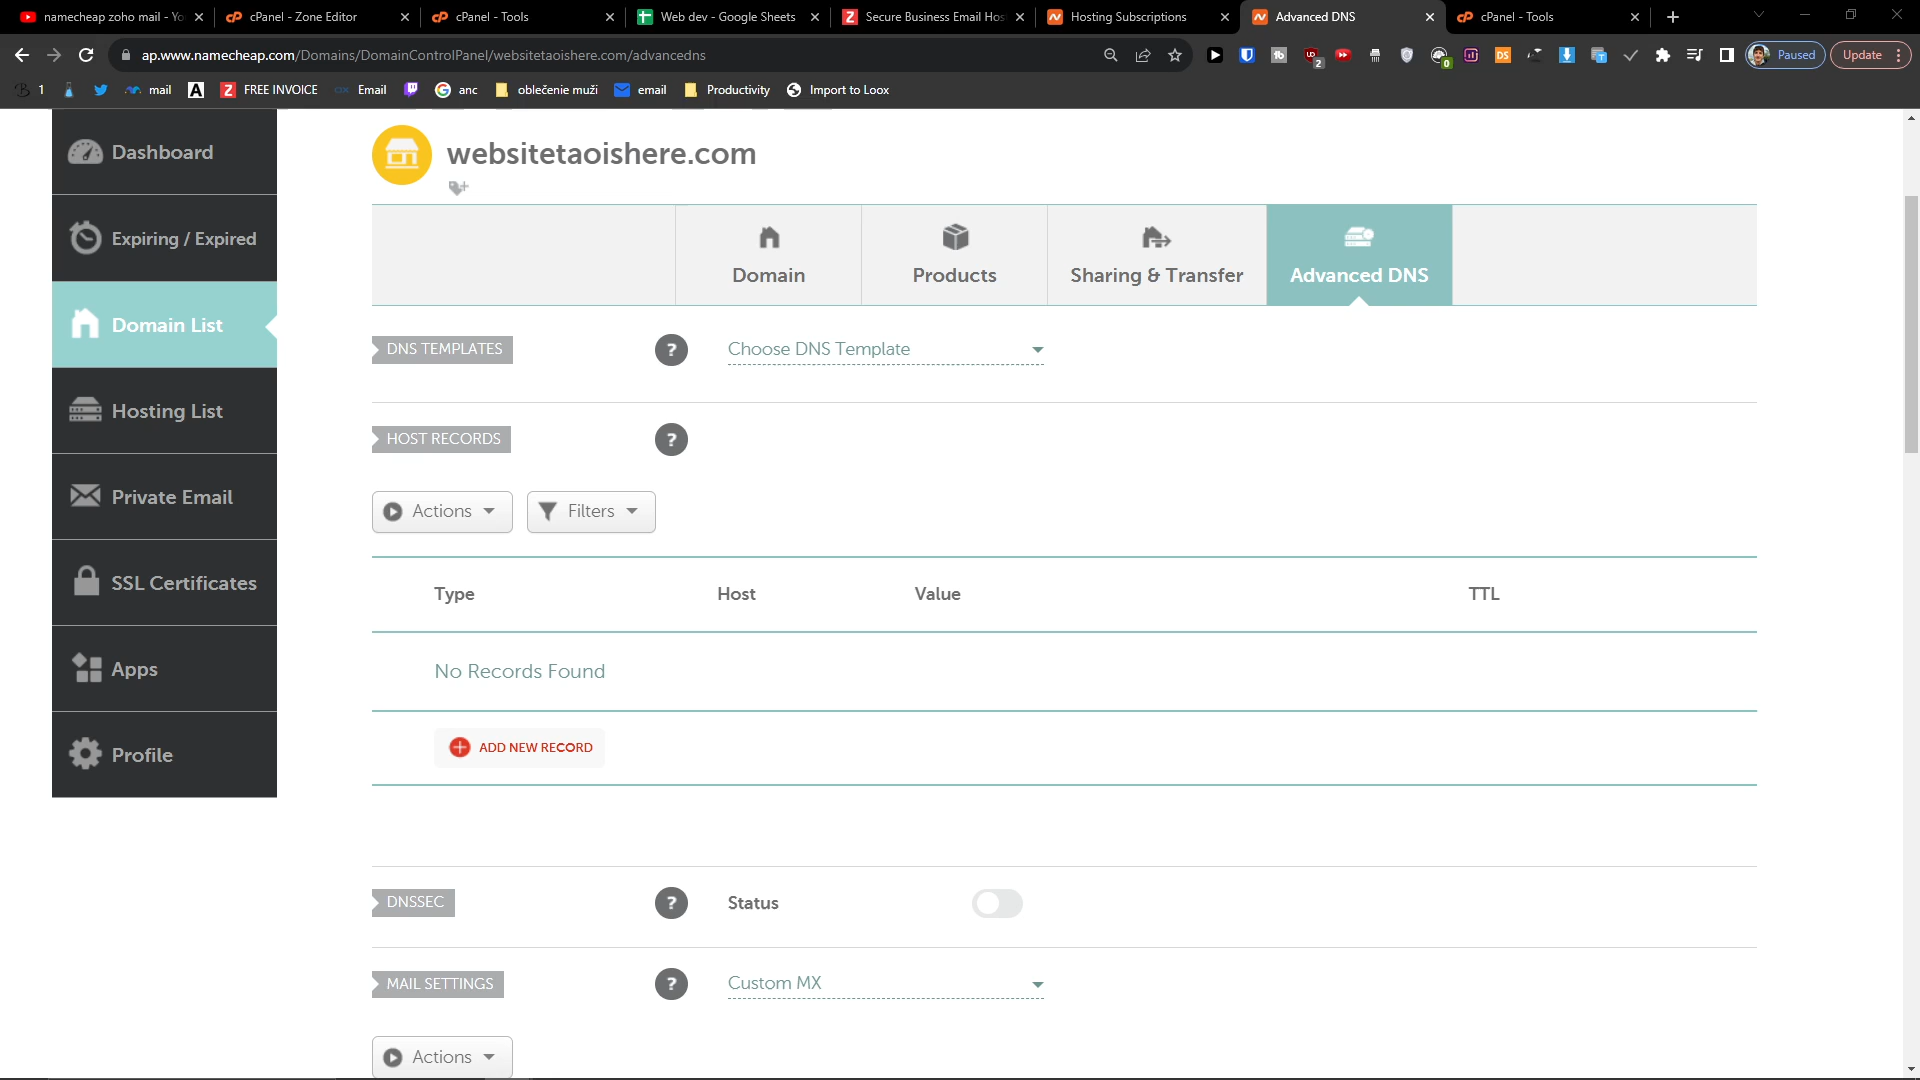 namecheap zoho mail - Yo
cPanel - Zone Editor
cPanel - Tools
Web dev - Google Sheets
Secure Business Email Hos
Hosting Subscriptions
Advanced DNS
cPanel - Tools
ap.www.namecheap.com/Domains/DomainControlPanel/websitetaoishere.com/advancedns
Paused
Update
1
mail
FREE INVOICE
Email
anc
oblečenie muži
email
Productivity
Import to Loox
Dashboard
Expiring / Expired
Domain List
Hosting List
Private Email
SSL Certificates
Apps
Profile
websitetaoishere.com
Domain
Products
Sharing & Transfer
Advanced DNS
DNS TEMPLATES
?
Choose DNS Template
HOST RECORDS
?
Actions
Filters
Type
Host
Value
TTL
No Records Found
ADD NEW RECORD
DNSSEC
?
Status
MAIL SETTINGS
?
Custom MX
Actions